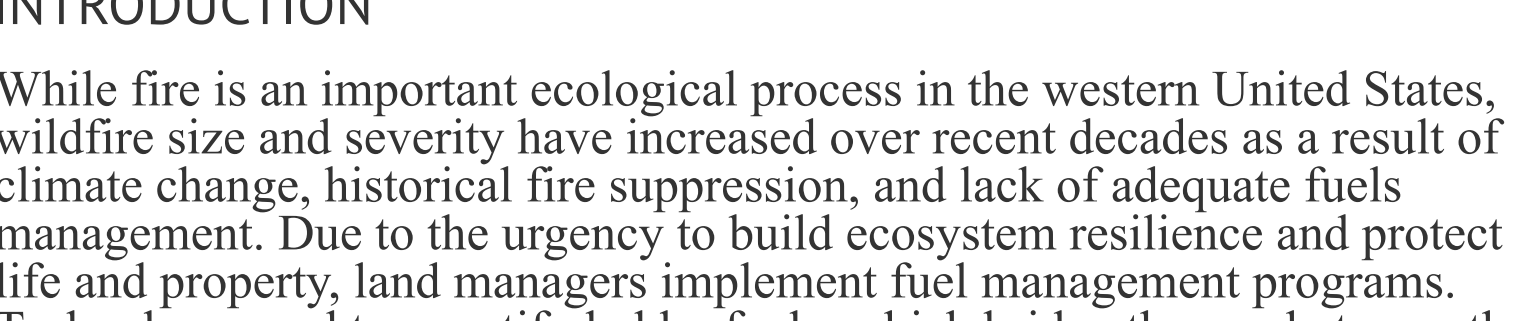 INTRODUCTION
While fire is an important ecological process in the western United States,
wildfire size and severity have increased over recent decades as a result of
climate change, historical fire suppression, and lack of adequate fuels
management. Due to the urgency to build ecosystem resilience and protect
life and property, land managers implement fuel management programs.